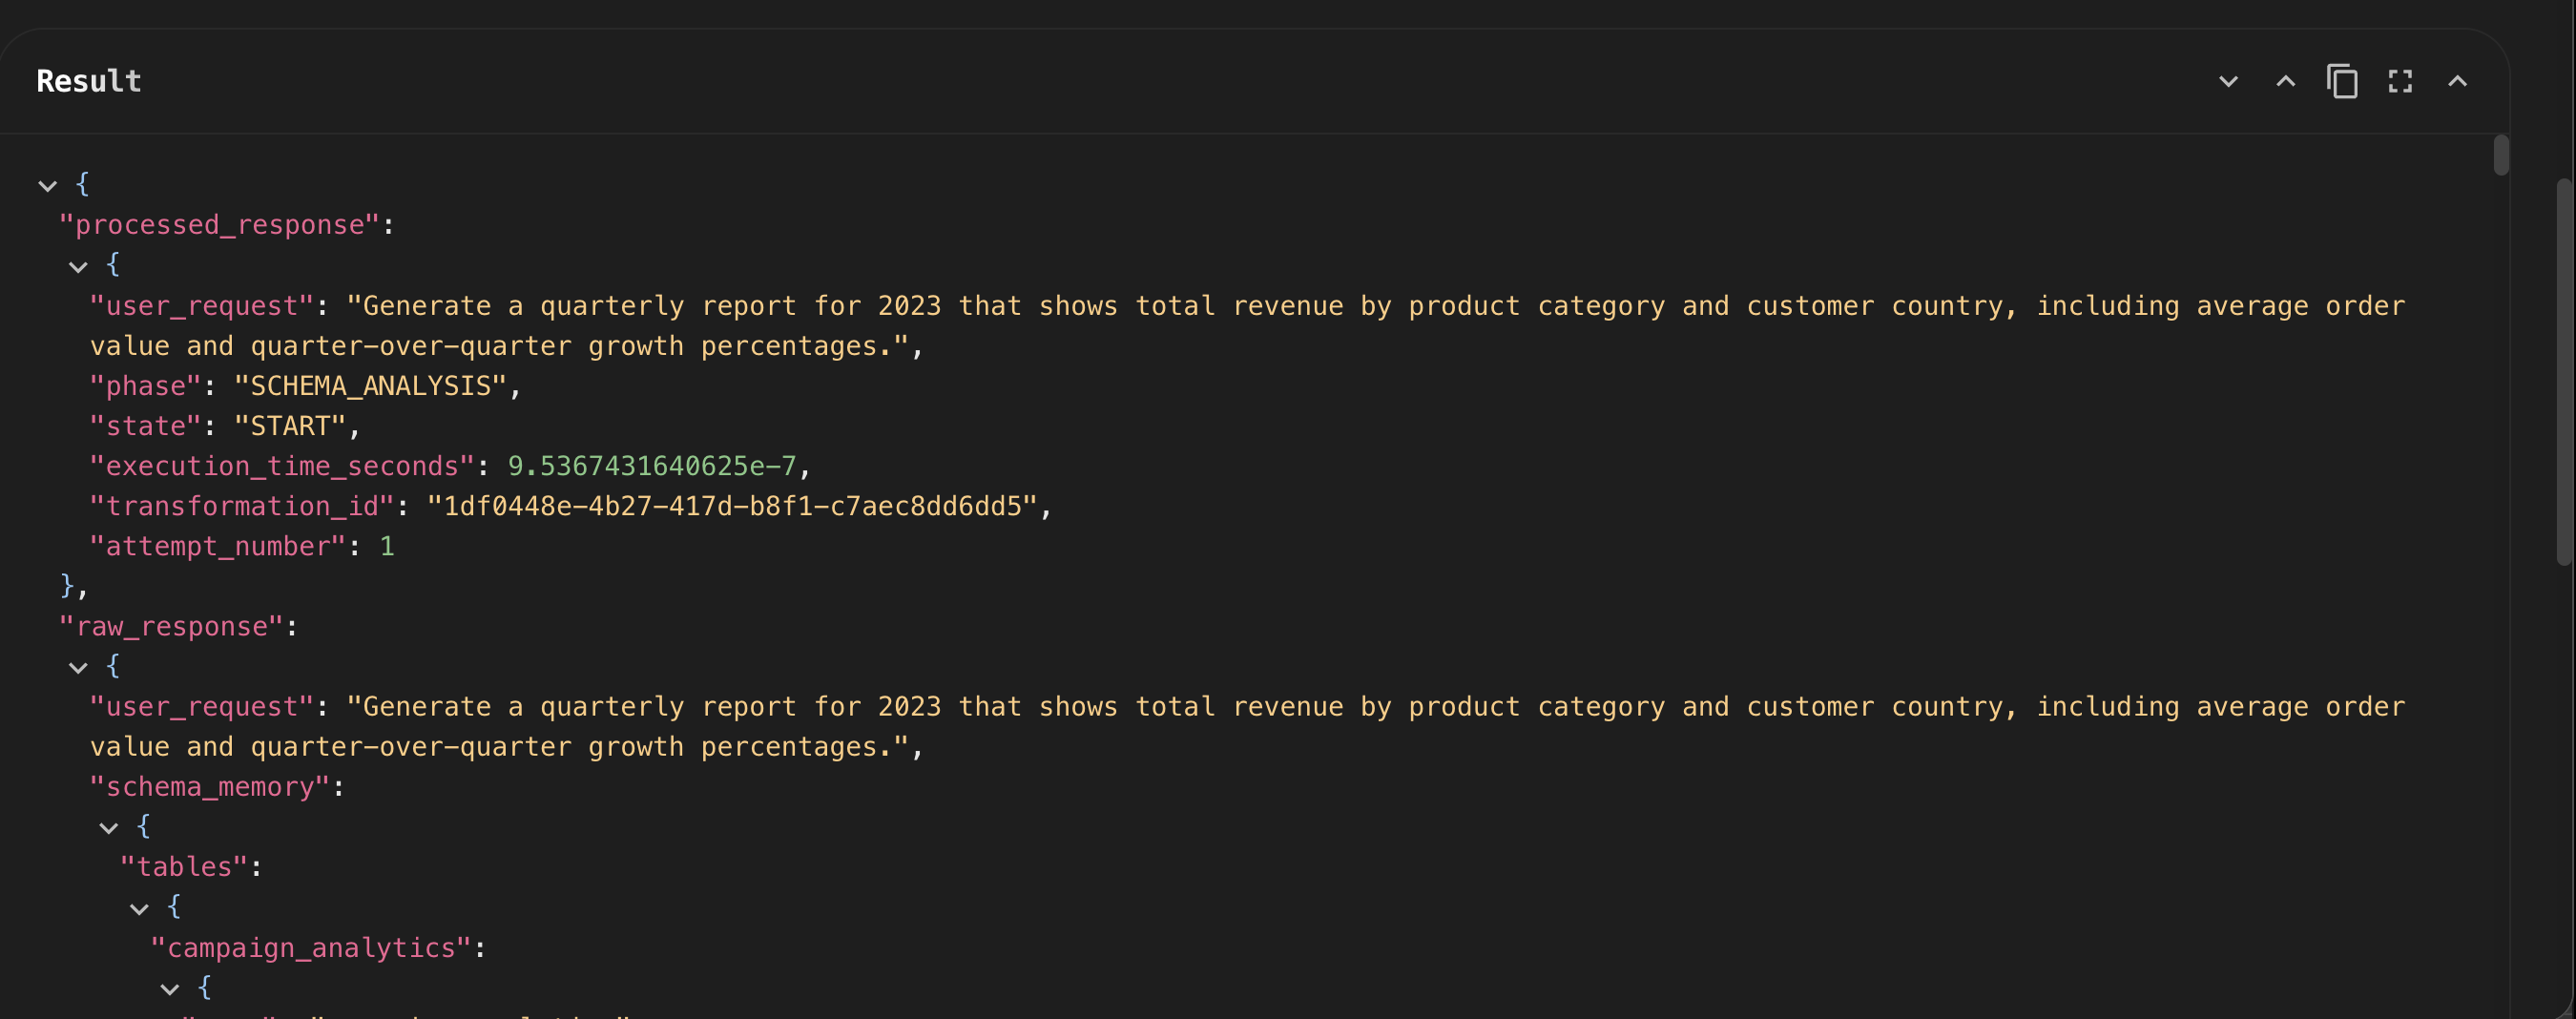 Result
{
"processed_response":
{
"user_request": "Generate a quarterly report for 2023 that shows total revenue by product category and customer country, including average order
value and quarter-over-quarter growth percentages.",
"phase": "SCHEMA_ANALYSIS",
"state": "START",
"execution_time_seconds": 9.5367431640625e-7,
"transformation_id": "1df0448e-4b27-417d-b8f1-c7aec8dd6dd5",
"attempt_number": 1
},
"raw_response":
{
"user_request": "Generate a quarterly report for 2023 that shows total revenue by product category and customer country, including average order
value and quarter-over-quarter growth percentages.",
"schema_memory":
{
"tables":
{
"campaign_analytics":
{